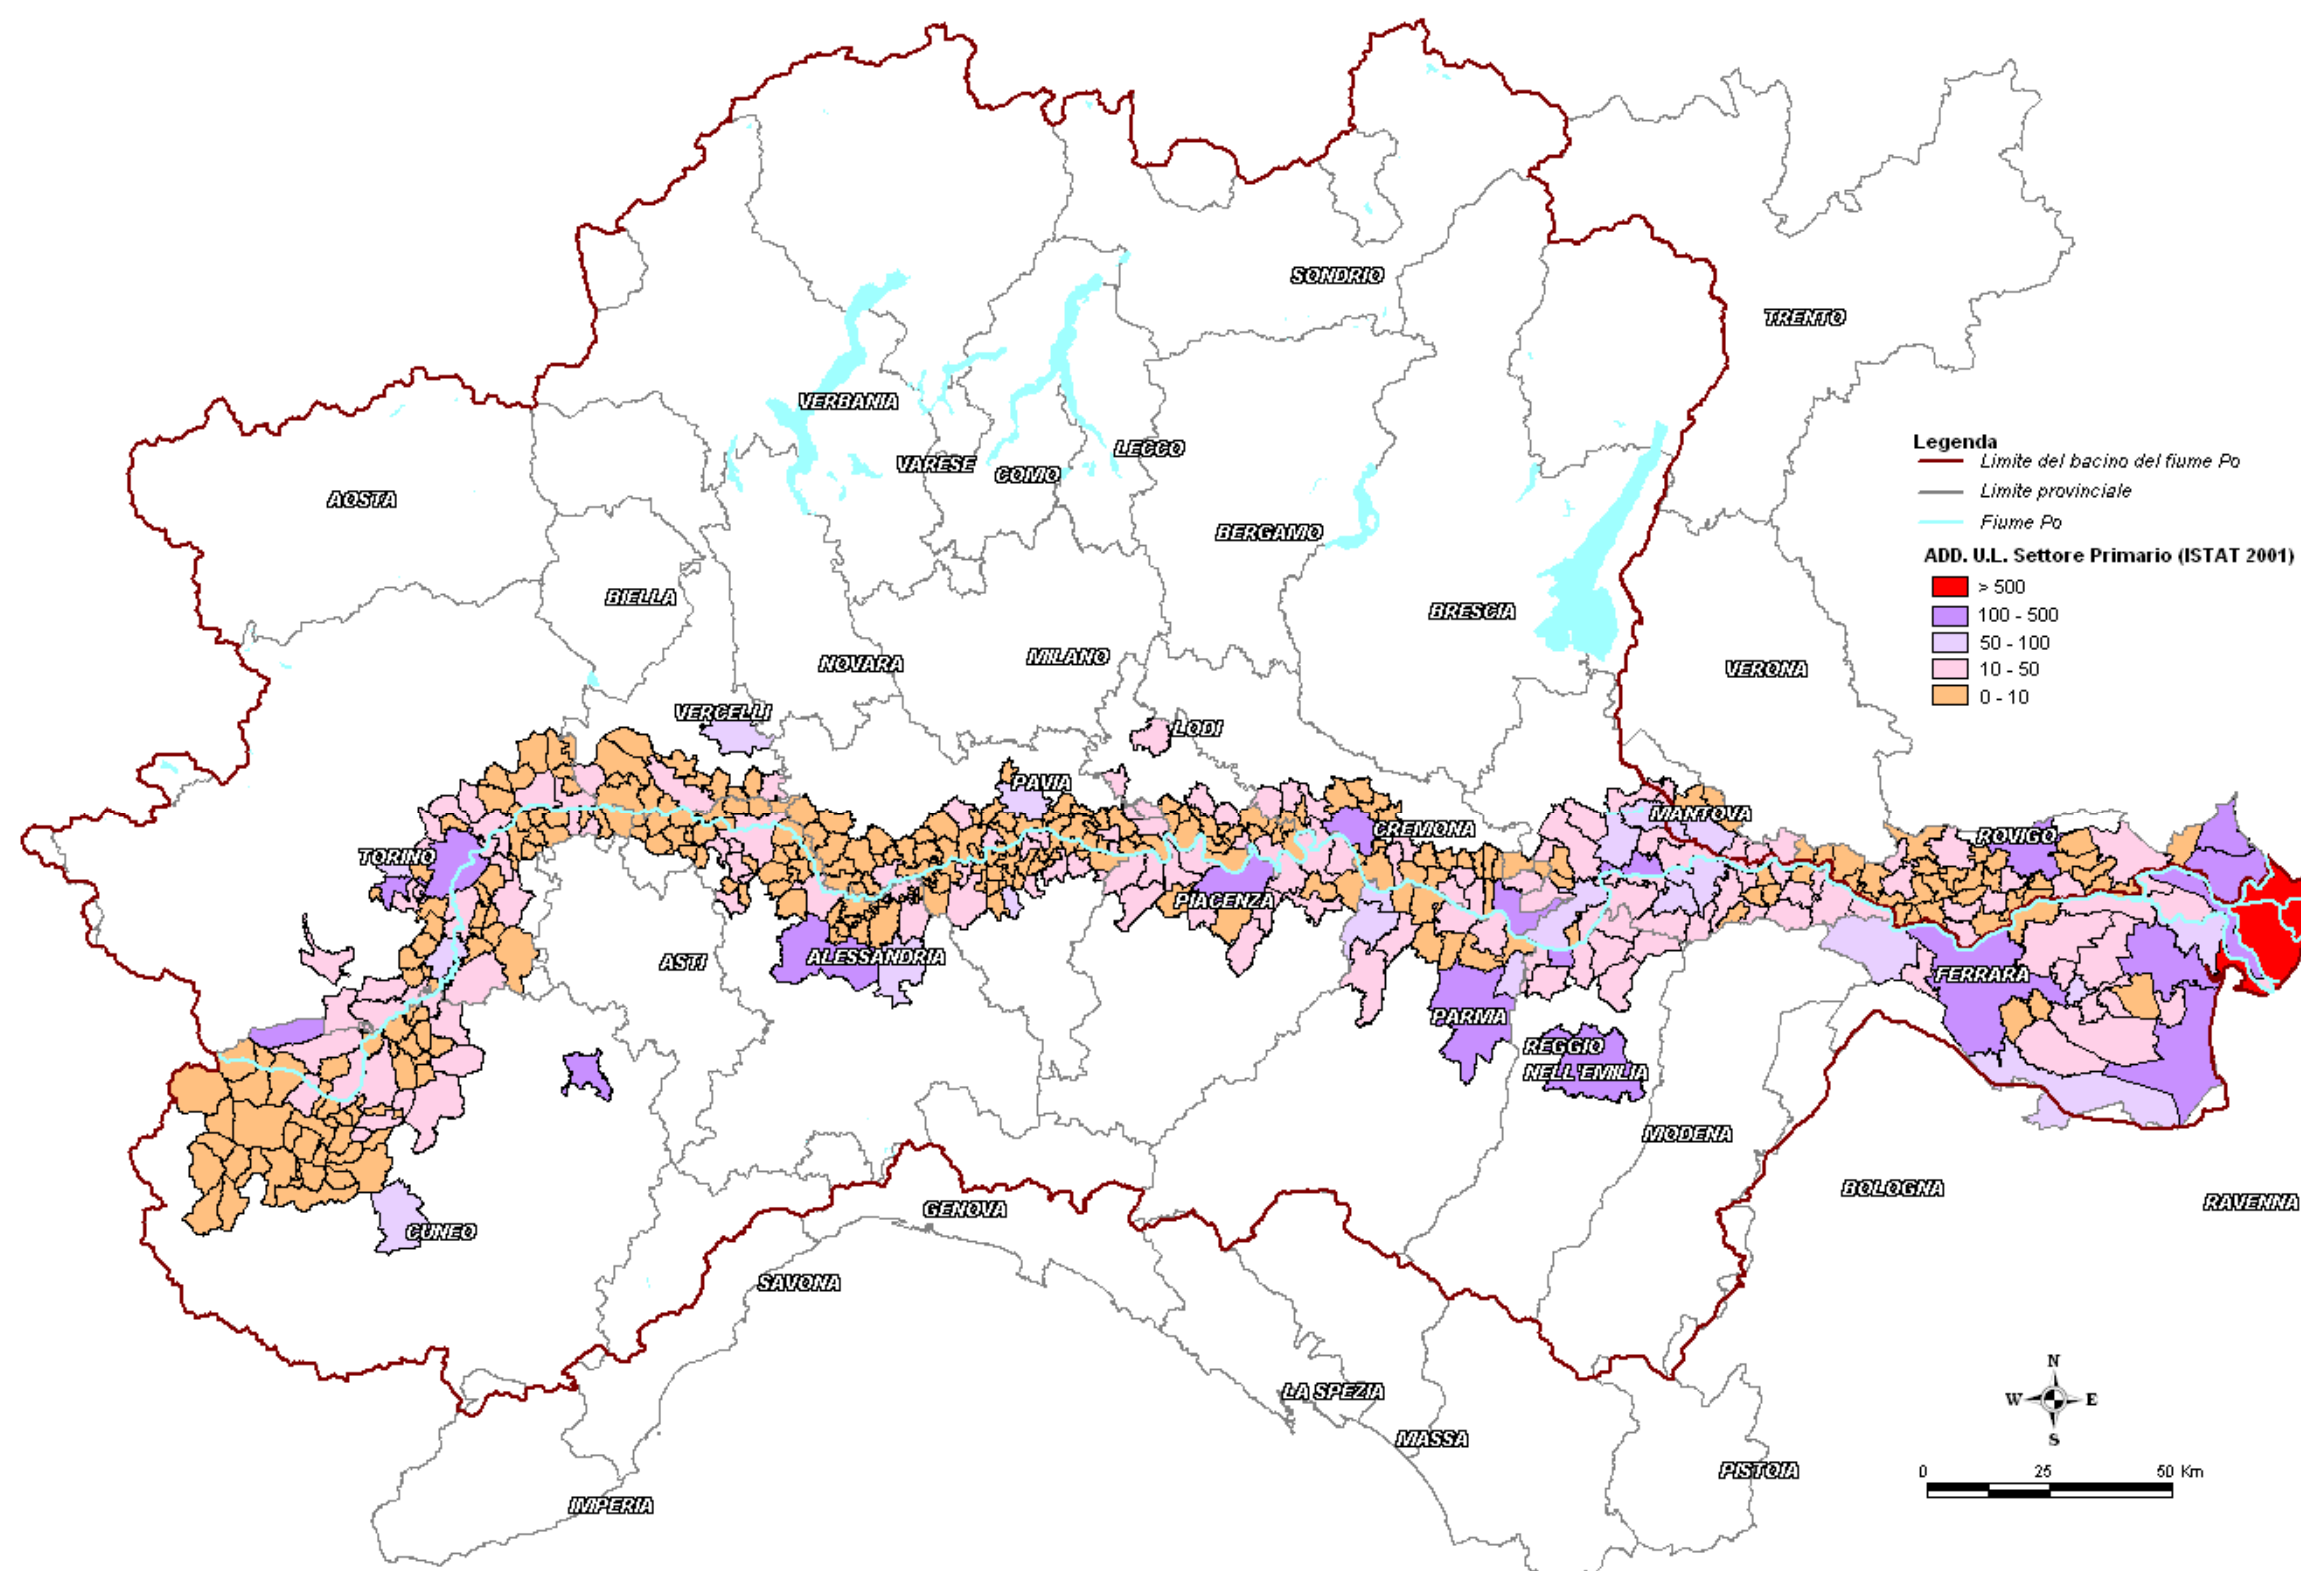 SONDRIO
TRENTO
VERBANIA
LECCO
VARESE
COMO
AOSTA
BERGAMO
BIELLA
BRESCIA
NOVARA
MILANO
VERONA
VERCELLI
LODI
PAVIA
MANTOVA
CREMONA
ROVIGO
TORINO
PIACENZA
ALESSANDRIA
ASTI
FERRARA
PARMA
REGGIO
NELL'EMILIA
MODENA
BOLOGNA
RAVENNA
GENOVA
CUNEO
SAVONA
LA SPEZIA
MASSA
PISTOIA
IMPERIA
Legenda
Limite del bacino del fiume Po
Limite provinciale
Fiume Po
ADD. U.L. Settore Primario (ISTAT 2001)
> 500
100 - 500
50 - 100
10 - 50
0 - 10
N
W E
S
0 25 50 Km